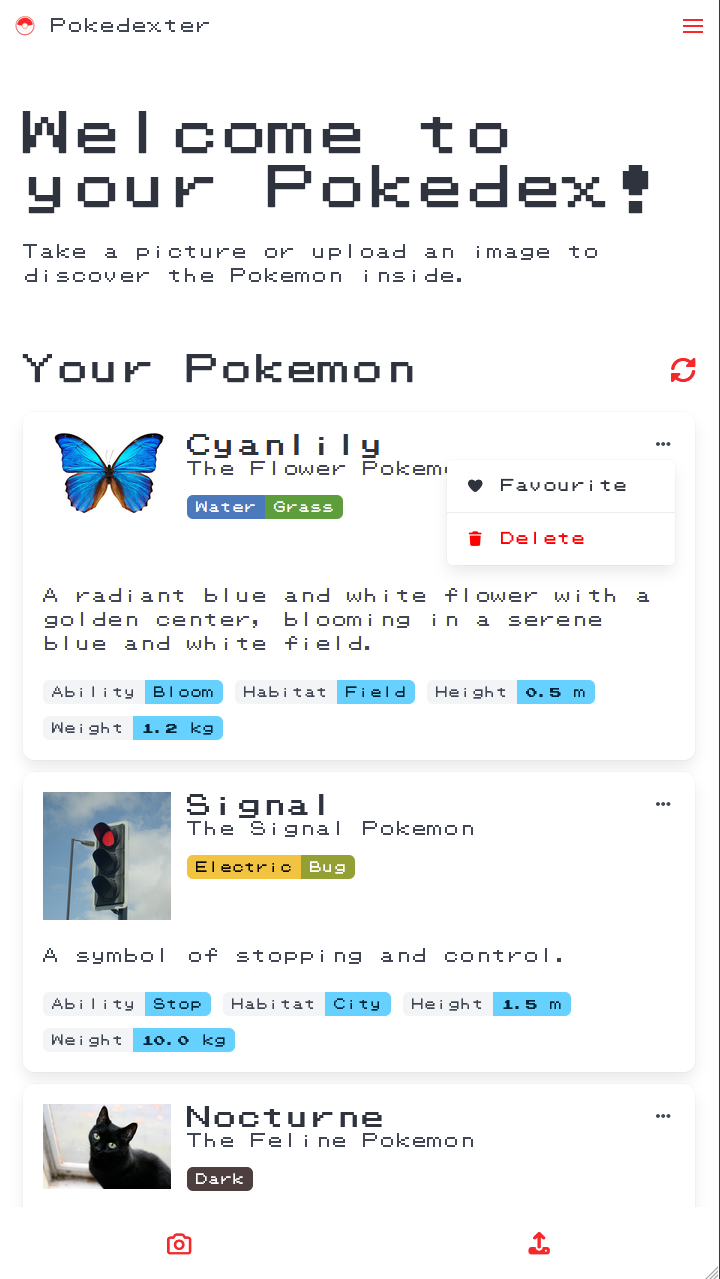 Pokedexter
Welcome to
your Pokedex!
Take a picture or upload an image to
discover the Pokemon inside.
Your Pokemon
Cyanlily
The Flower Pokem
Water Grass
Favourite
Delete
A radiant blue and white flower with a
golden center, blooming in a serene
blue and white field.
Ability Bloom Habitat Field Height 0.5 m
Weight 1.2 kg
Signal
The Signal Pokemon
Electric Bug
A symbol of stopping and control.
Ability Stop Habitat City Height 1.5 m
Weight 10.0 kg
Nocturne
The Feline Pokemon
Dark